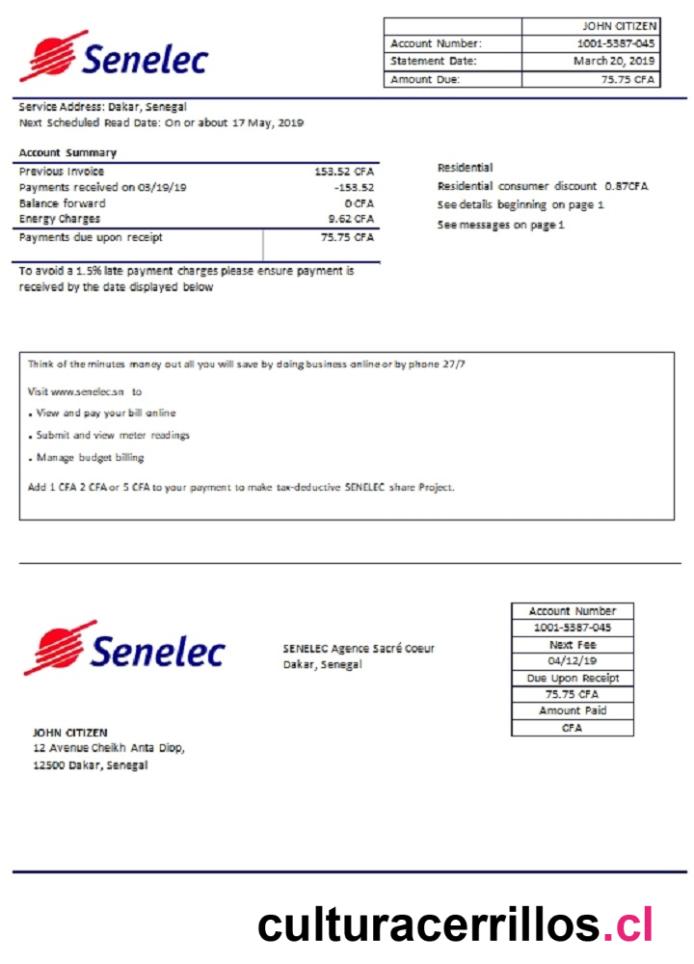 Senelec
JOHN CITIZEN
Account Number: 1001-5387-045
Statement Date: March 20, 2019
Amount Due: 75.75 CFA
Service Address: Dakar, Senegal
Next Scheduled Read Date: On or about 17 May, 2019
Account Summary
Previous Invoice 153.52 CFA
Payments received on 03/19/19 -153.52
Balance forward 0 CFA
Energy Charges 9.62 CFA
Payments due upon receipt 75.75 CFA
Residential
Residential consumer discount 0.87CFA
See details beginning on page 1
See messages on page 1
To avoid a 1.5% late payment charges please ensure payment is
received by the date displayed below
Think of the minutes money out all you will save by doing business online or by phone 27/7
Visit www.senelec.sn to
• View and pay your bill online
• Submit and view meter readings
• Manage budget billing
Add 1 CFA 2 CFA or 5 CFA to your payment to make tax-deductive SENELEC share Project.
Senelec
SENELEC Agence Sacré Coeur
Dakar, Senegal
Account Number
1001-5387-045
Next Fee
04/12/19
Due Upon Receipt
75.75 CFA
Amount Paid
CFA
JOHN CITIZEN
12 Avenue Cheikh Anta Diop,
12500 Dakar, Senegal
culturacerrillos.cl